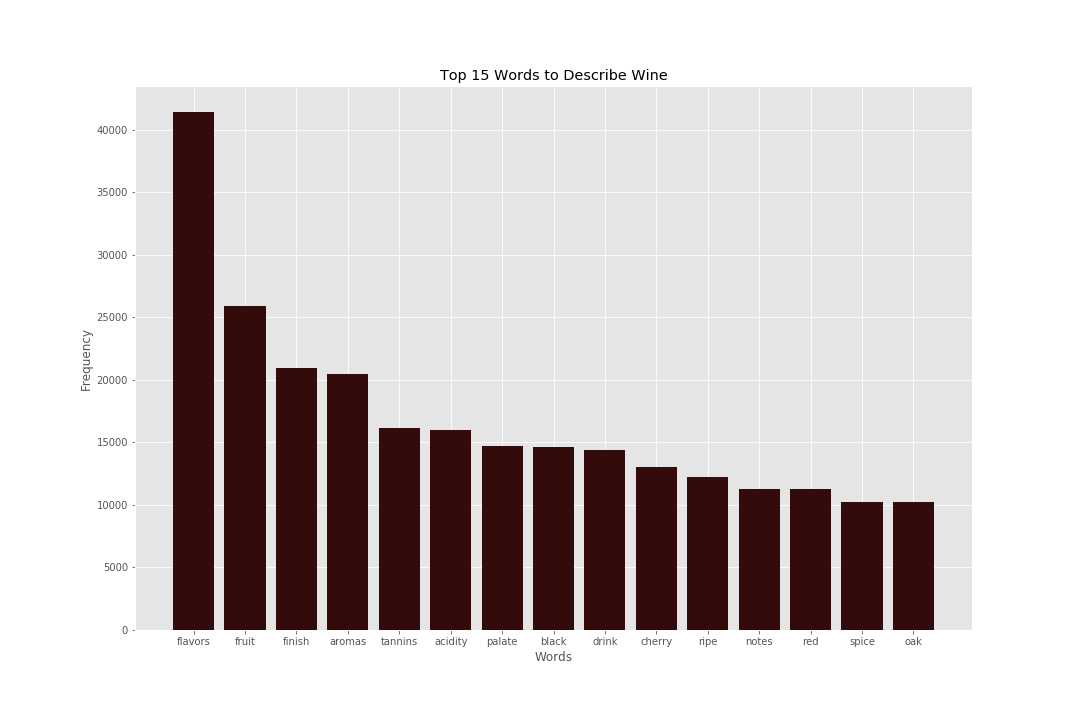 Top 15 Words to Describe Wine
40000
35000
30000
25000
20000
15000
10000
5000
0
Frequency
flavors fruit finish aromas tannins acidity palate black drink cherry ripe notes red spice oak
Words